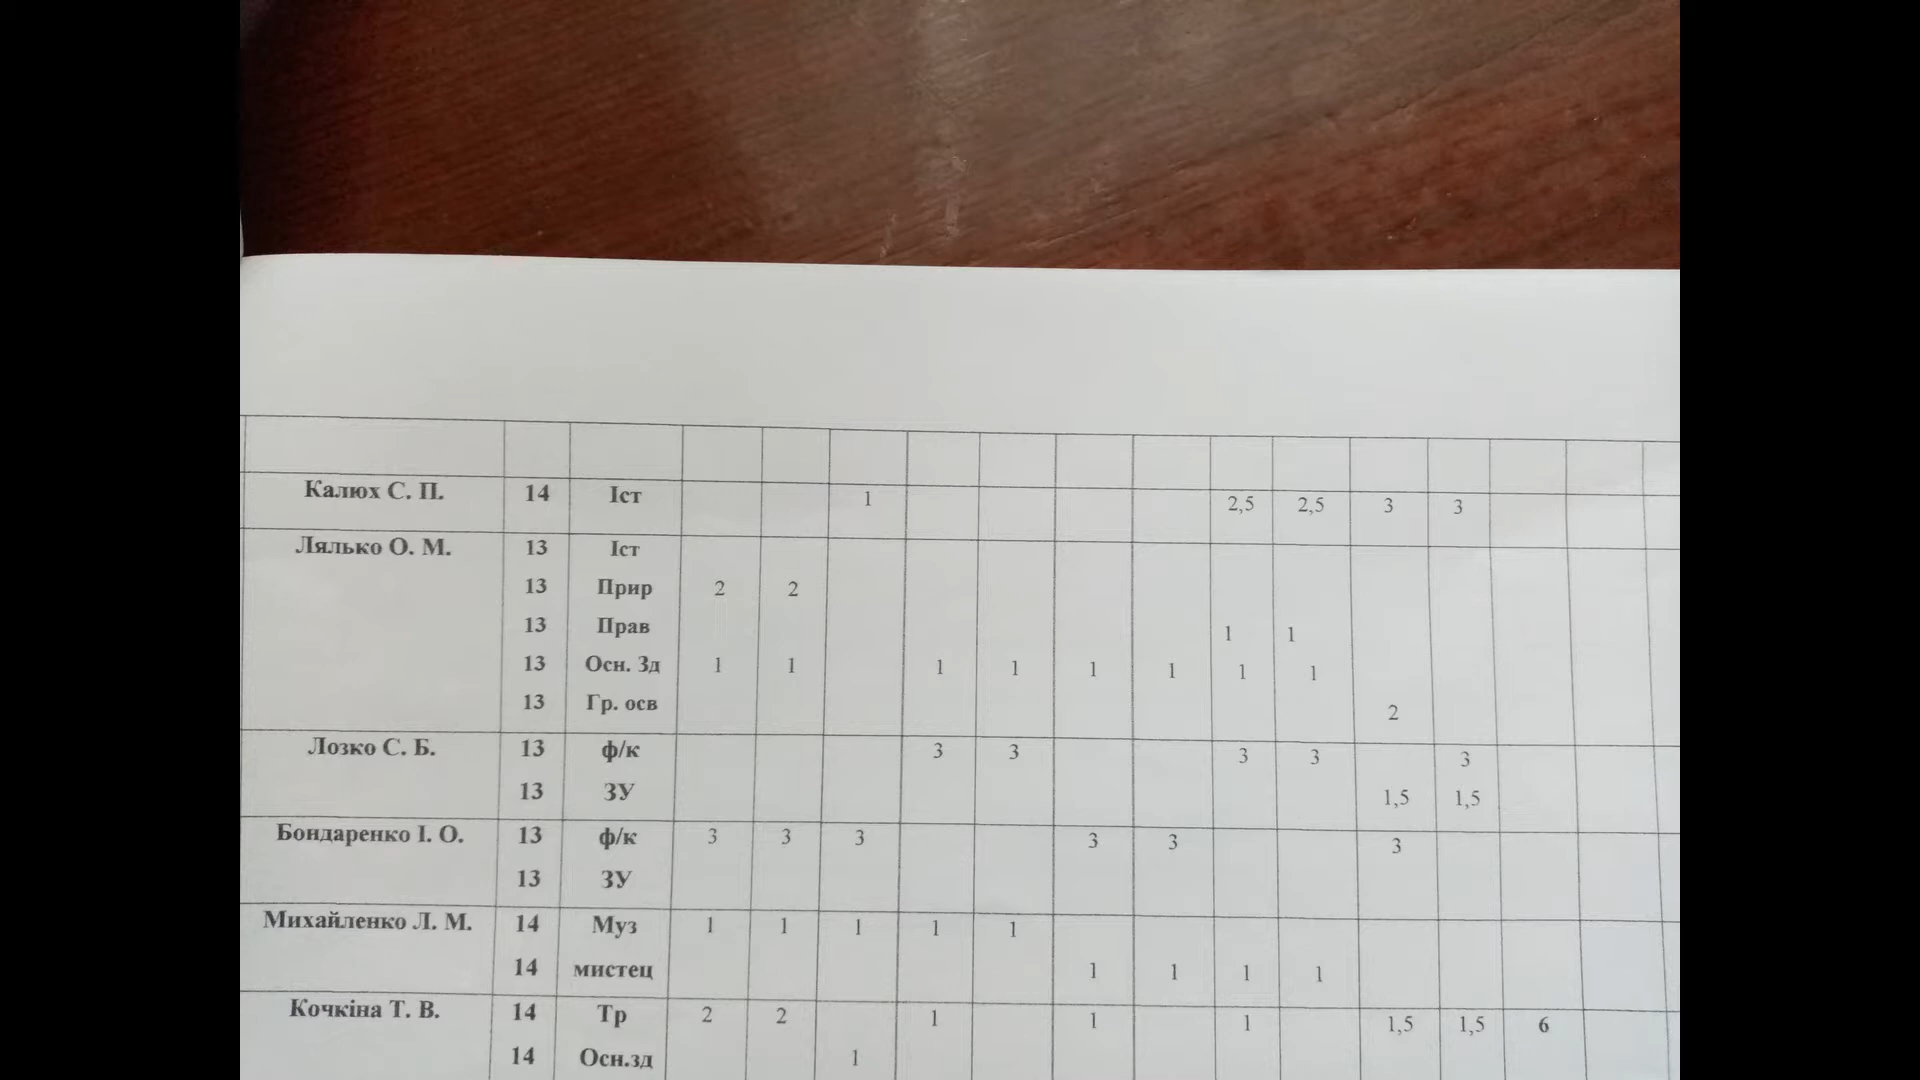 Калюх С. П. 14 Іст 1 2,5 2,5 3 3
Лялько О. М. 13 Іст
13 Прир 2 2
13 Прав 1 1
13 Осн. Зд 1 1 1 1 1 1 1 1
13 Гр. осв 2
Лозко С. Б. 13 ф/к 3 3 3 3 3
13 ЗУ 1,5 1,5
Бондаренко І. О. 13 ф/к 3 3 3 3 3 3
13 ЗУ
Михайленко Л. М. 14 Муз 1 1 1 1 1
14 мистец 1 1 1 1
Кочкіна Т. В. 14 Тр 2 2 1 1 1 1,5 1,5 6
14 Осн.зд 1